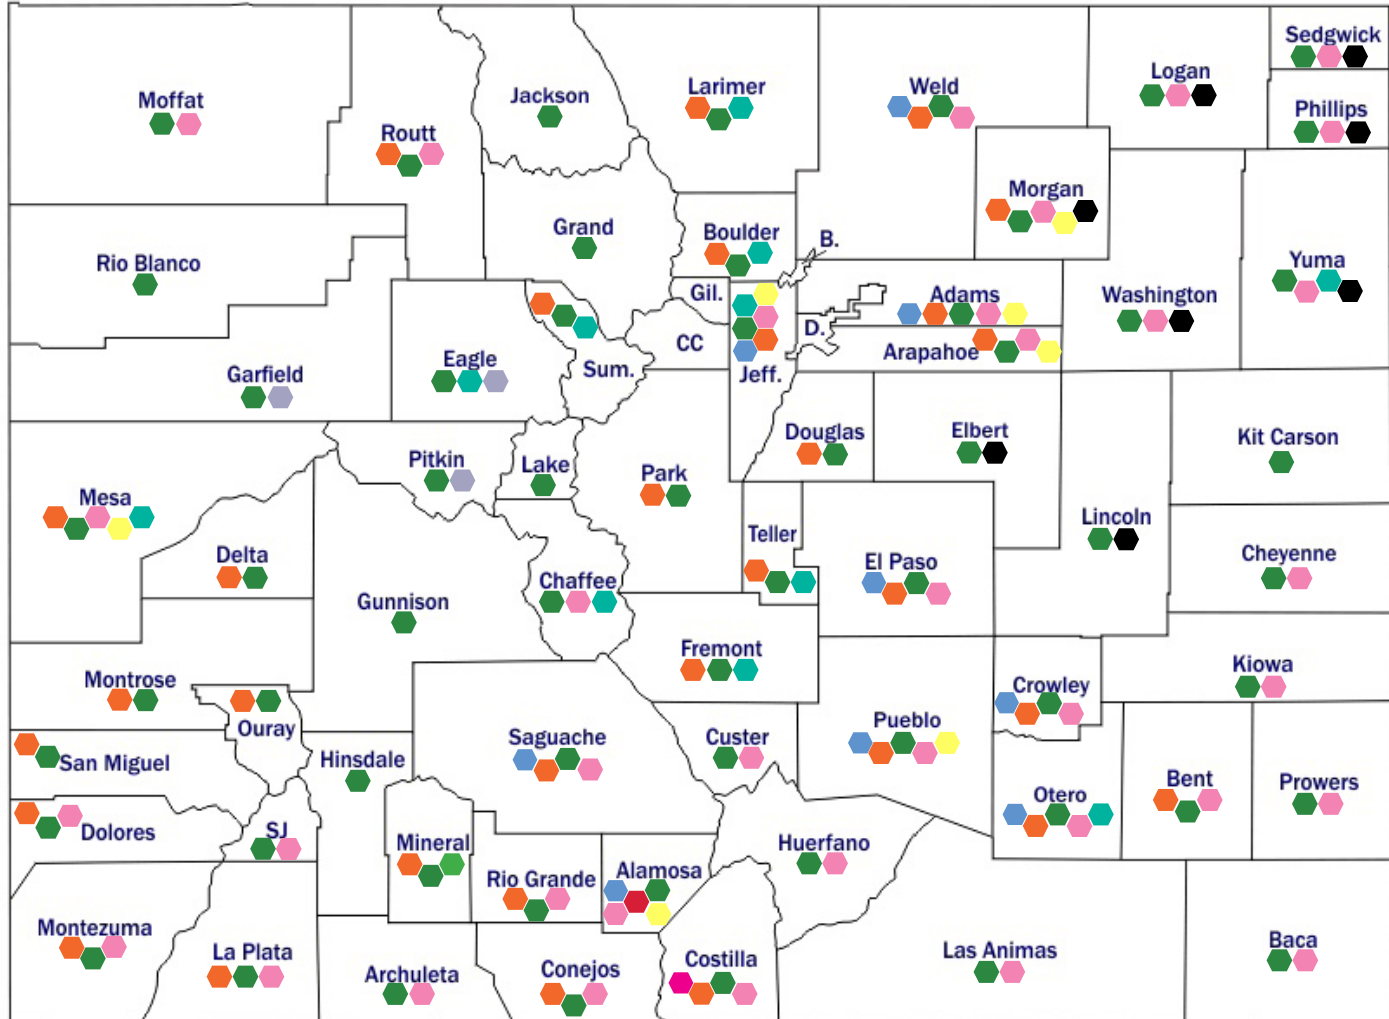 Sedgwick
Moffat
Jackson
Larimer
Weld
Logan
Phillips
Routt
Morgan
Grand
Boulder
B.
Rio Blanco
Yuma
Gil.
Adams
Washington
D.
CC
Arapahoe
Eagle
Sum.
Jeff.
Garfield
Douglas
Elbert
Kit Carson
Pitkin
Lake
Park
Mesa
Lincoln
Teller
Delta
El Paso
Cheyenne
Chaffee
Gunnison
Fremont
Kiowa
Montrose
Crowley
Ouray
Pueblo
Saguache
Custer
San Miguel
Hinsdale
Bent
Prowers
Otero
Dolores
SJ
Mineral
Huerfano
Alamosa
Rio Grande
Montezuma
La Plata
Las Animas
Baca
Costilla
Archuleta
Conejos